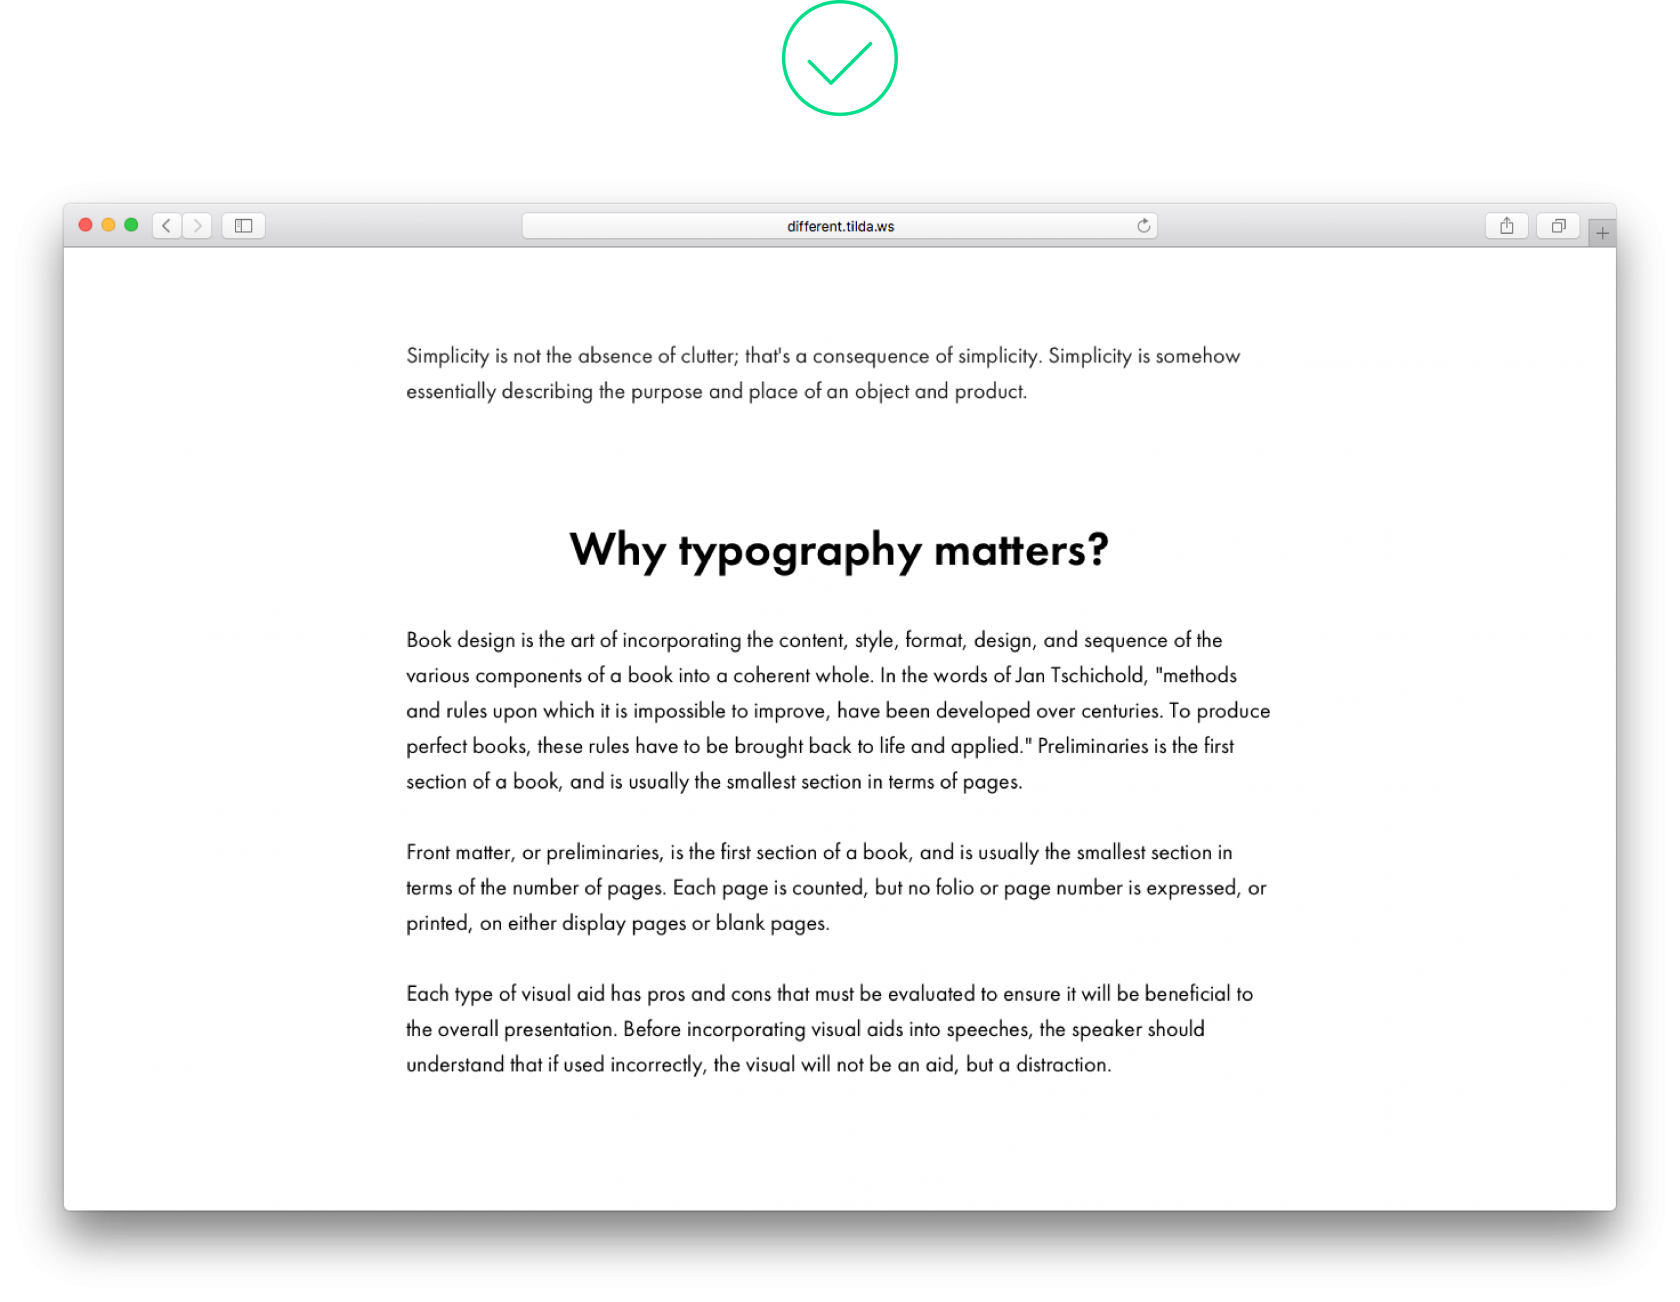 different.tilda.ws
Simplicity is not the absence of clutter; that's a consequence of simplicity. Simplicity is somehow
essentially describing the purpose and place of an object and product.
Why typography matters?
Book design is the art of incorporating the content, style, format, design, and sequence of the
various components of a book into a coherent whole. In the words of Jan Tschichold, "methods
and rules upon which it is impossible to improve, have been developed over centuries. To produce
perfect books, these rules have to be brought back to life and applied." Preliminaries is the first
section of a book, and is usually the smallest section in terms of pages.
Front matter, or preliminaries, is the first section of a book, and is usually the smallest section in
terms of the number of pages. Each page is counted, but no folio or page number is expressed, or
printed, on either display pages or blank pages.
Each type of visual aid has pros and cons that must be evaluated to ensure it will be beneficial to
the overall presentation. Before incorporating visual aids into speeches, the speaker should
understand that if used incorrectly, the visual will not be an aid, but a distraction.